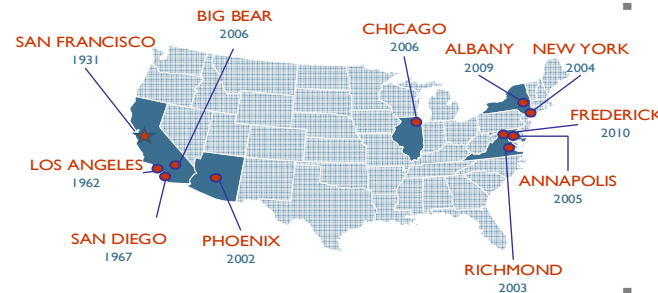 BIG BEAR
2006
SAN FRANCISCO
1931
CHICAGO
2006
ALBANY
2009
NEW YORK
2004
FREDERICK
2010
LOS ANGELES
1962
ANNAPOLIS
2005
SAN DIEGO
1967
PHOENIX
2002
RICHMOND
2003